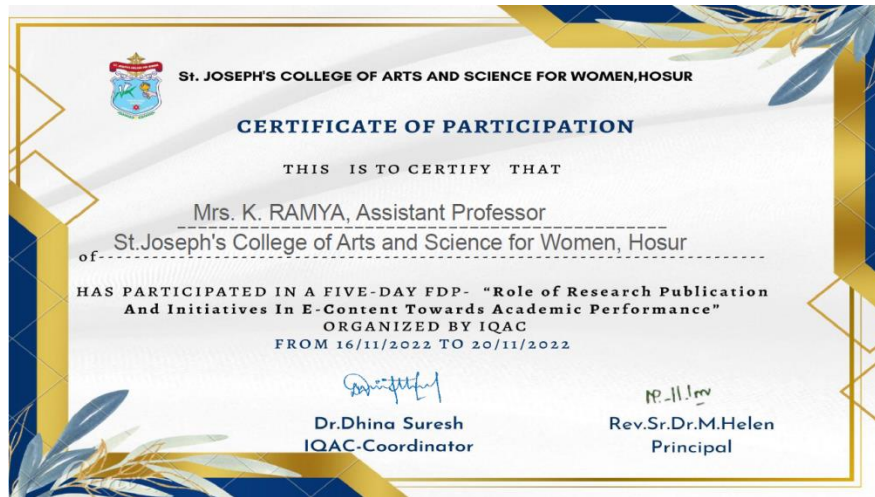 St. JOSEPH'S COLLEGE OF ARTS AND SCIENCE FOR WOMEN,HOSUR
CERTIFICATE OF PARTICIPATION
THIS IS TO CERTIFY THAT
Mrs. K. RAMYA, Assistant Professor
of St.Joseph's College of Arts and Science for Women, Hosur
HAS PARTICIPATED IN A FIVE-DAY FDP- “Role of Research Publication
And Initiatives In E-Content Towards Academic Performance”
ORGANIZED BY IQAC
FROM 16/11/2022 TO 20/11/2022
Dr.Dhina Suresh
IQAC-Coordinator
Rev.Sr.Dr.M.Helen
Principal